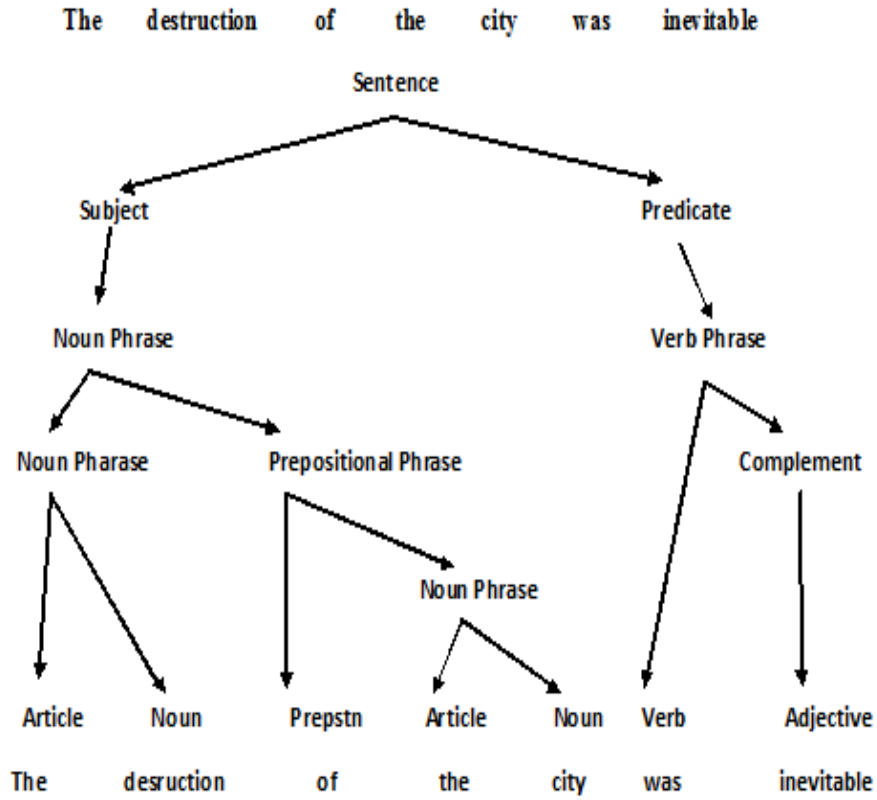 The destruction of the city was inevitable
Sentence
Subject Predicate
Noun Phrase Verb Phrase
Noun Pharase Prepositional Phrase Complement
Noun Phrase
Article Noun Prepstn Article Noun Verb Adjective
The desruction of the city was inevitable